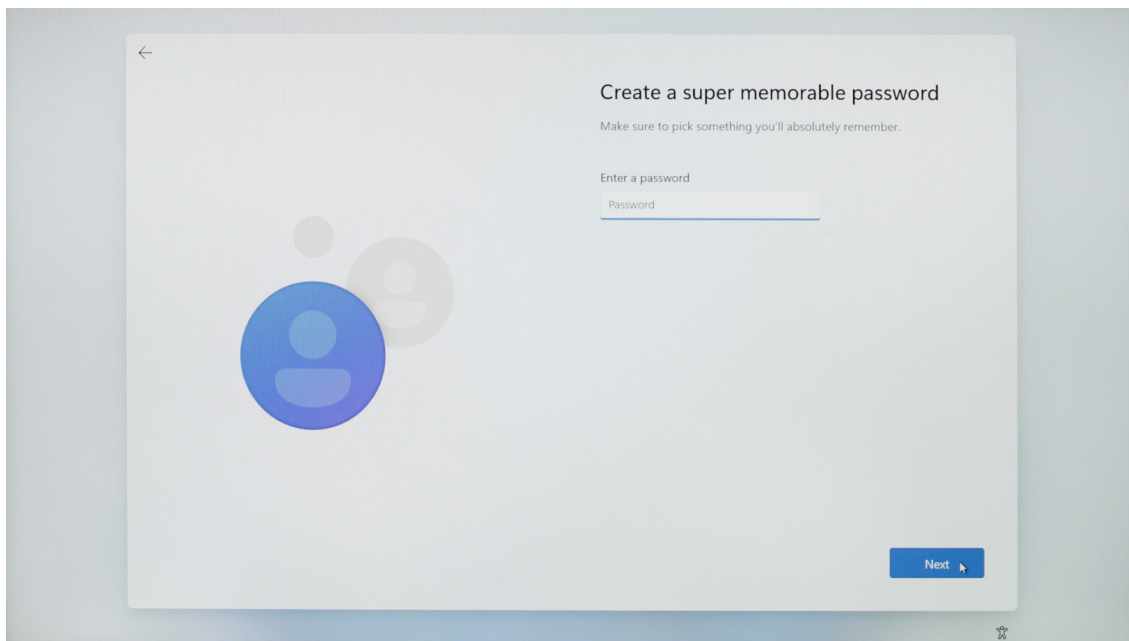 Create a super memorable password
Make sure to pick something you'll absolutely remember.
Enter a password
Password
Next